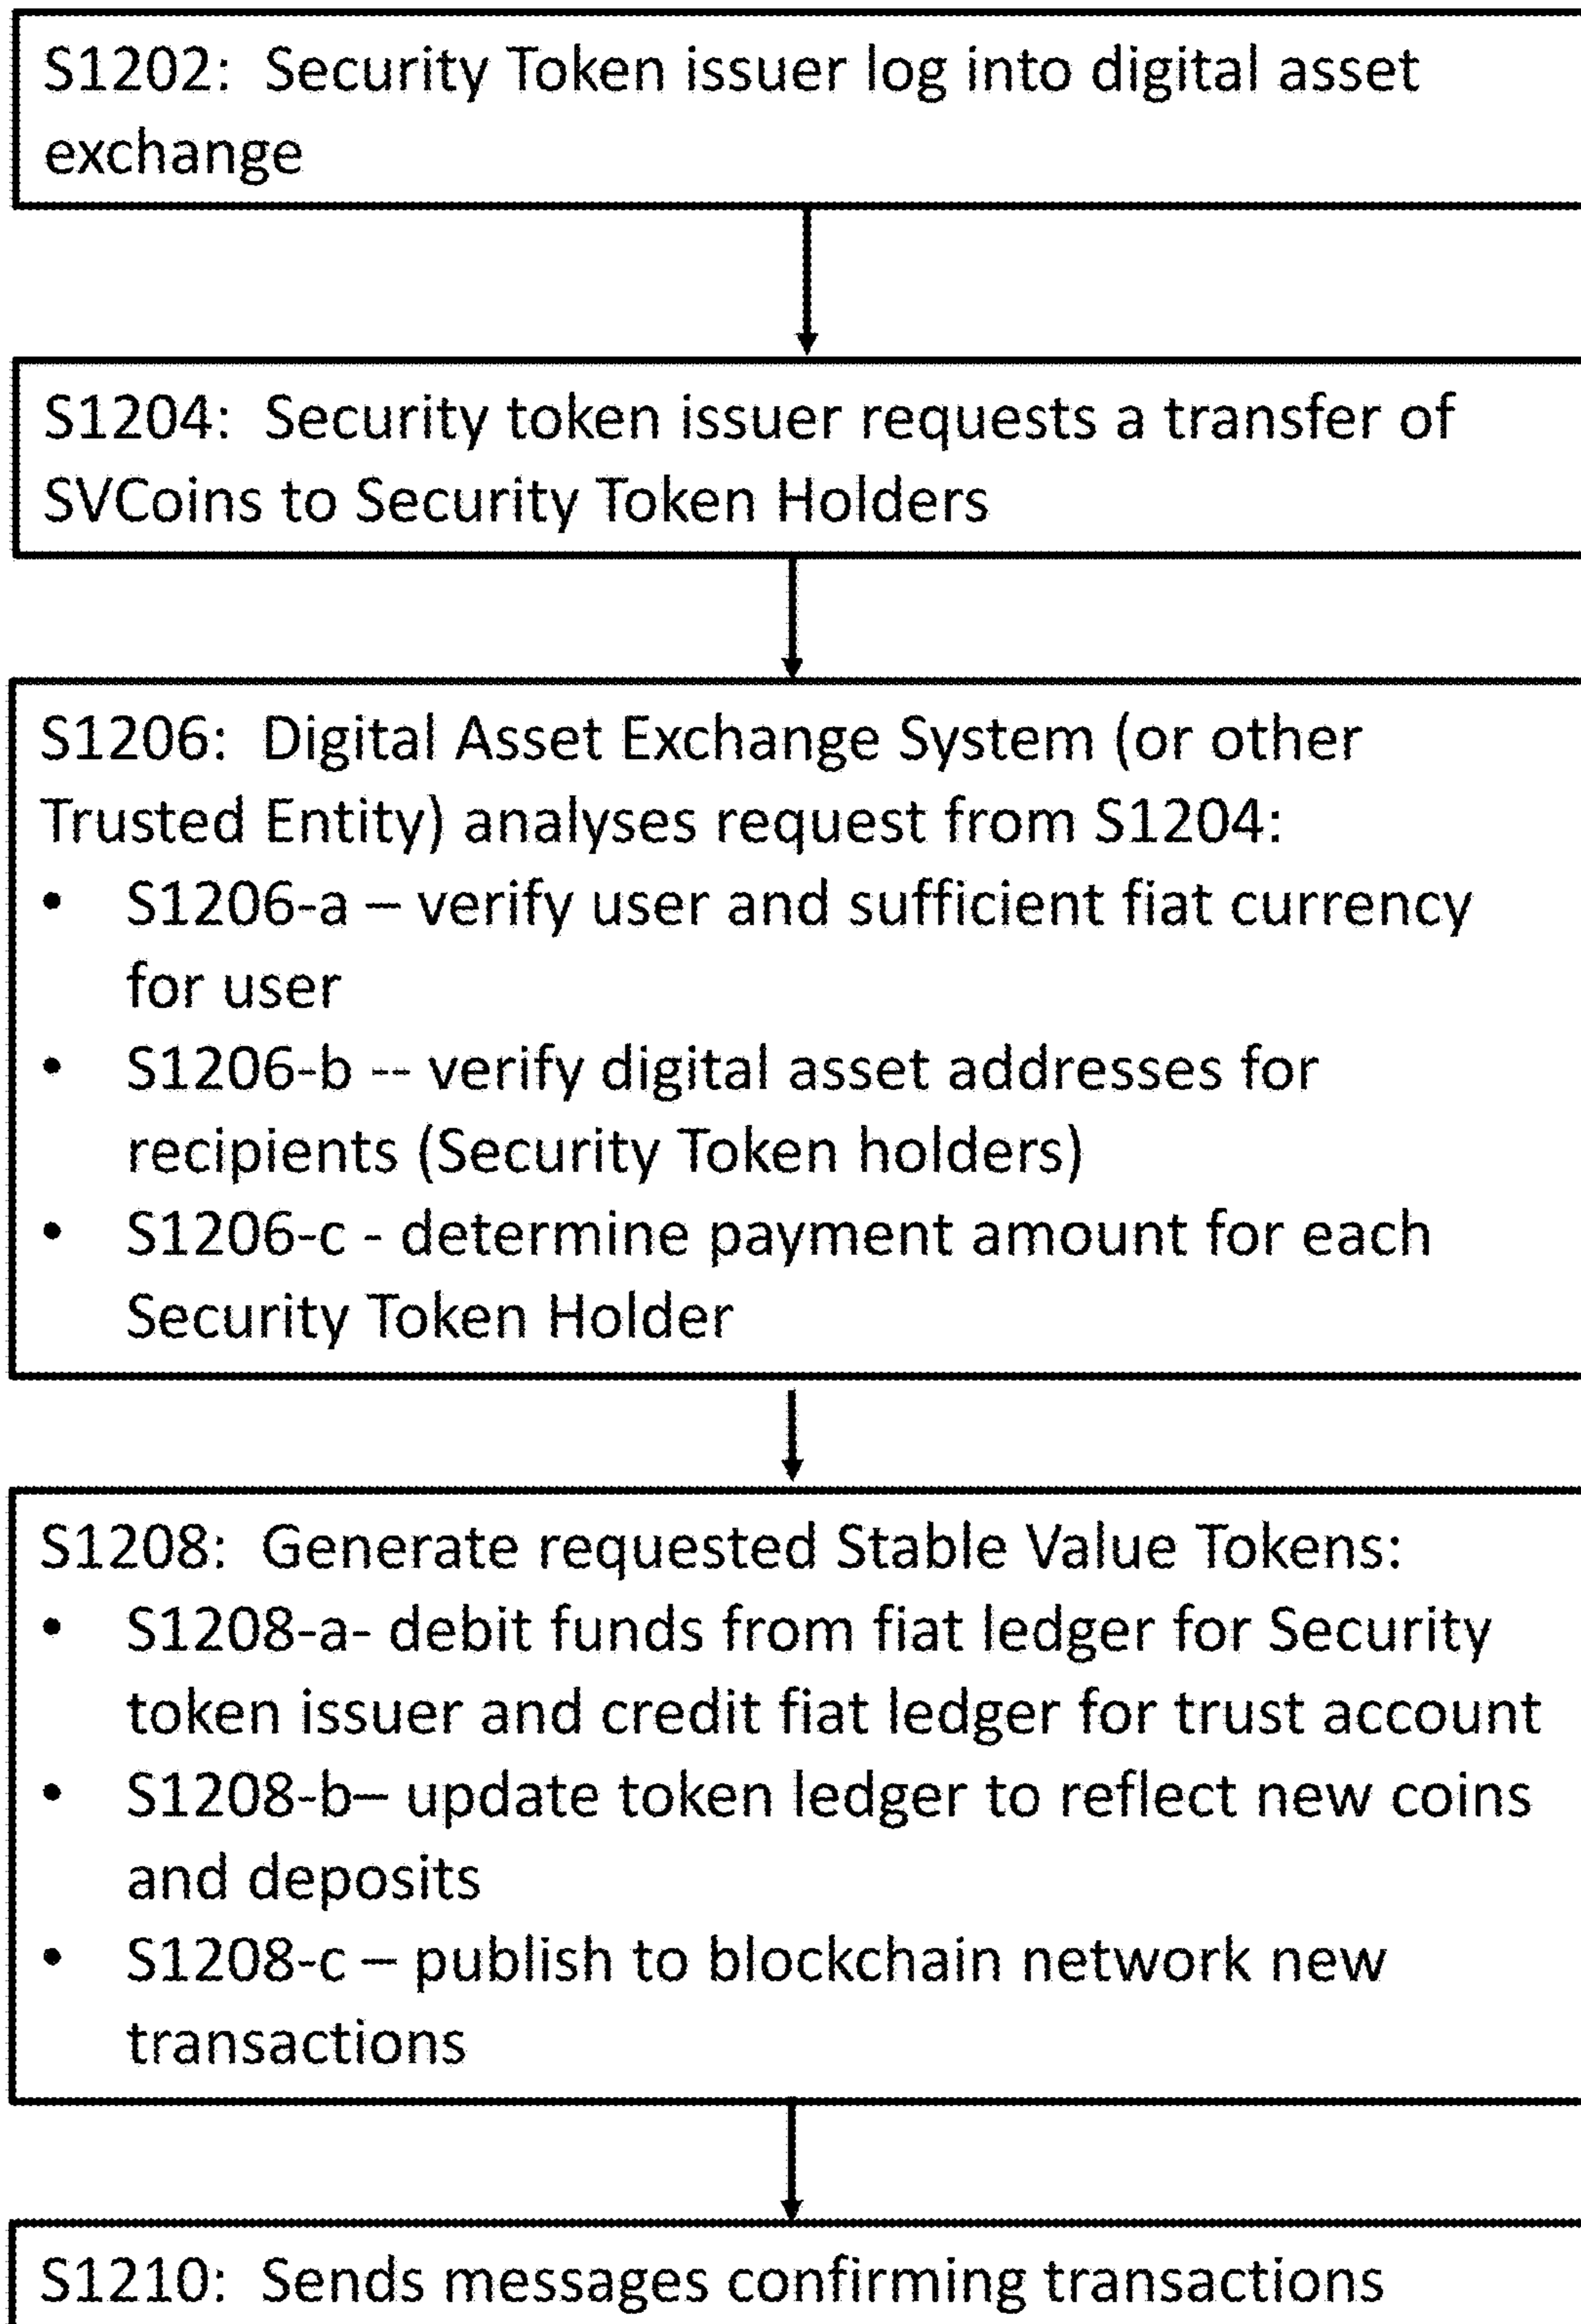 S1202: Security Token issuer log into digital asset
exchange
S1204: Security token issuer requests a transfer of
SVCoins to Security Token Holders
S1206: Digital Asset Exchange System (or other
Trusted Entity) analyses request from S1204:
• S1206-a – verify user and sufficient fiat currency
for user
• S1206-b -- verify digital asset addresses for
recipients (Security Token holders)
• S1206-c - determine payment amount for each
Security Token Holder
S1208: Generate requested Stable Value Tokens:
• S1208-a- debit funds from fiat ledger for Security
token issuer and credit fiat ledger for trust account
• S1208-b– update token ledger to reflect new coins
and deposits
• S1208-c – publish to blockchain network new
transactions
S1210: Sends messages confirming transactions